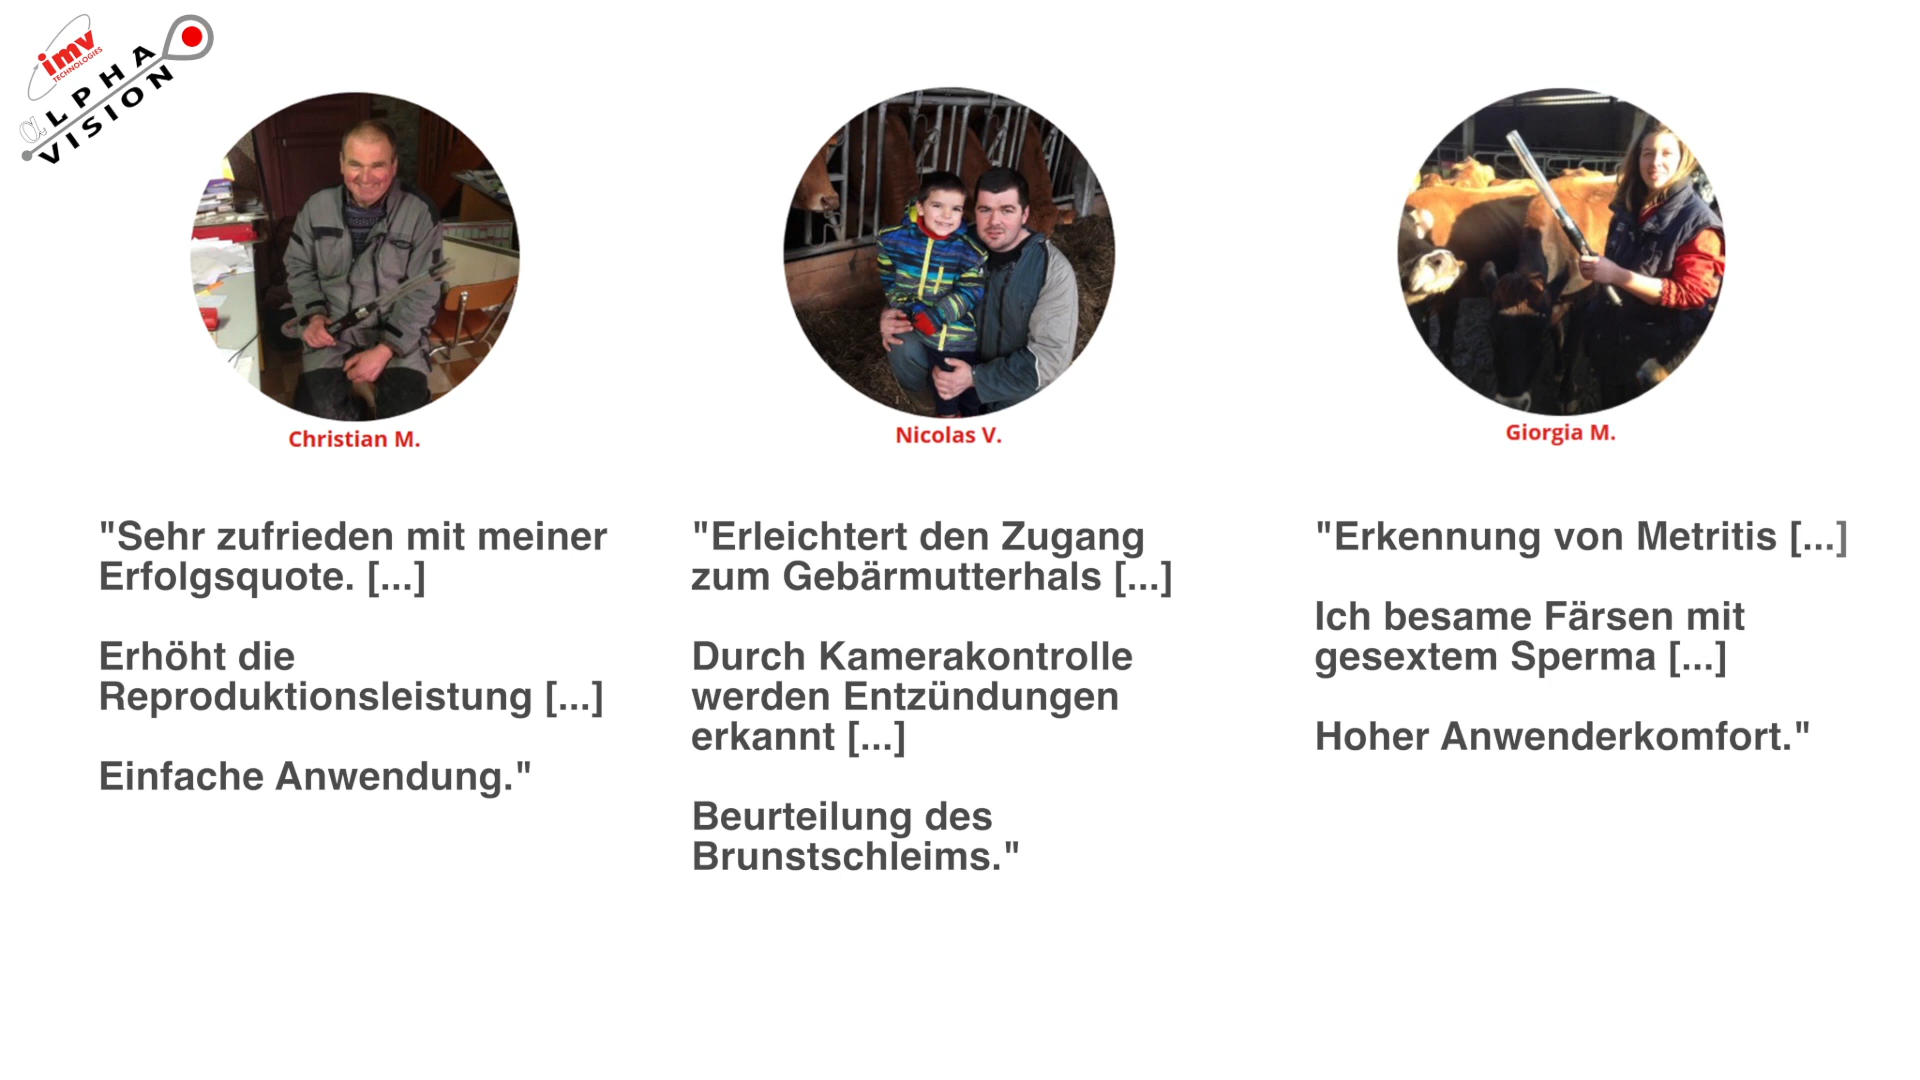 imv
TECHNOLOGIES
αLPHA
VISION
Christian M.
Nicolas V.
Giorgia M.
"Sehr zufrieden mit meiner
Erfolgsquote. [...]
Erhöht die
Reproduktionsleistung [...]
Einfache Anwendung."
"Erleichtert den Zugang
zum Gebärmutterhals [...]
Durch Kamerakontrolle
werden Entzündungen
erkannt [...]
Beurteilung des
Brunstschleims."
"Erkennung von Metritis [...]
Ich besame Färsen mit
gesextem Sperma [...]
Hoher Anwenderkomfort."